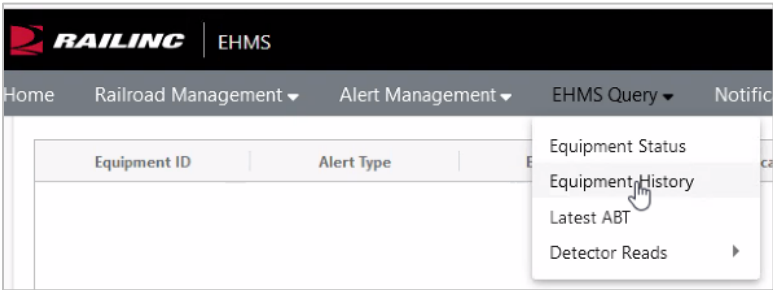 RAILINC EHMS
Home Railroad Management Alert Management EHMS Query Notific
Equipment ID Alert Type E
Equipment Status
Equipment History
Latest ABT
Detector Reads